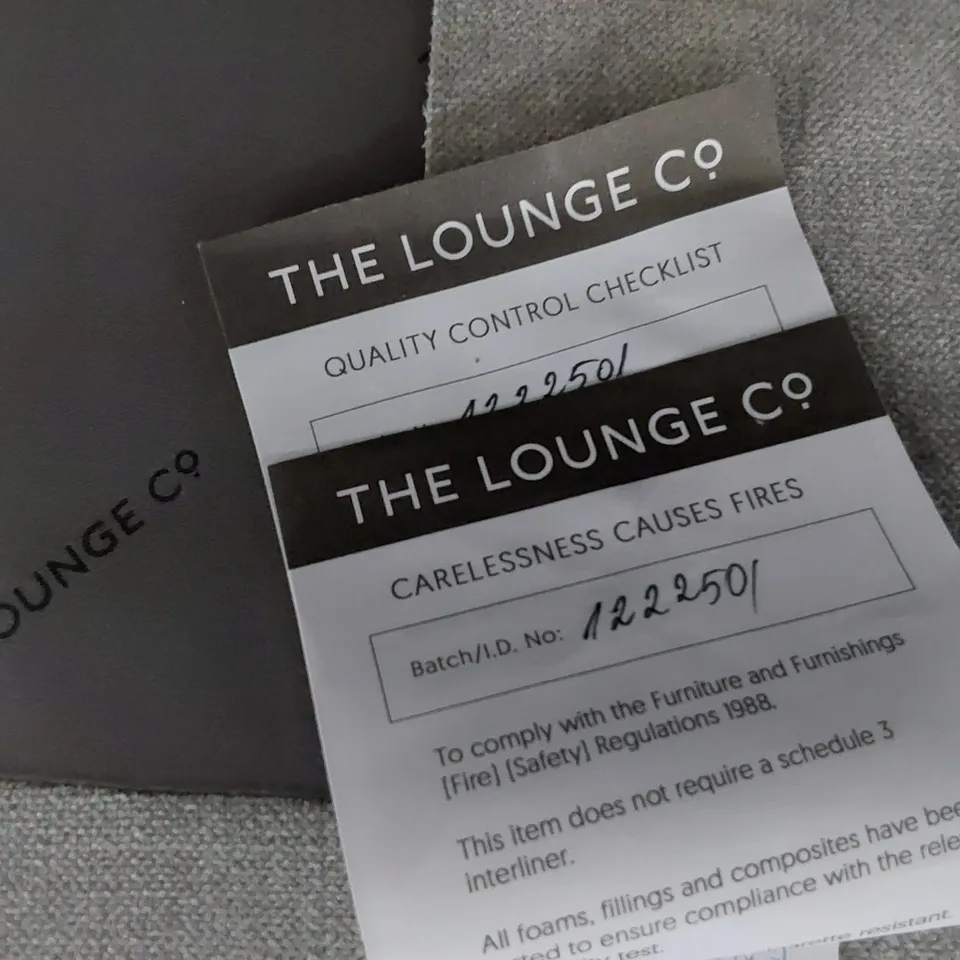 THE LOUNGE Co
QUALITY CONTROL CHECKLIST
122250/
THE LOUNGE Co
CARELESSNESS CAUSES FIRES
Batch/I.D. No: 122250/
To comply with the Furniture and Furnishings
[Fire] [Safety] Regulations 1988.
This item does not require a schedule 3
interliner.
All foams, fillings and composites have
to ensure compliance with the
test.
resistant.
OUNGE Co